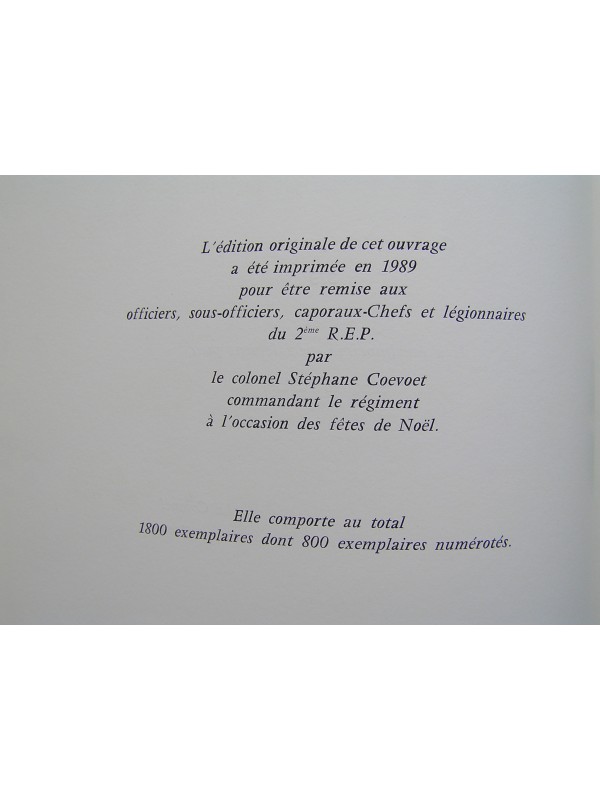 L'édition originale de cet ouvrage
a été imprimée en 1989
pour être remise aux
officiers, sous-officiers, caporaux-Chefs et légionnaires
du 2ème R.E.P.
par
le colonel Stéphane Coevoet
commandant le régiment
à l'occasion des fêtes de Noël.
Elle comporte au total
1800 exemplaires dont 800 exemplaires numérotés.